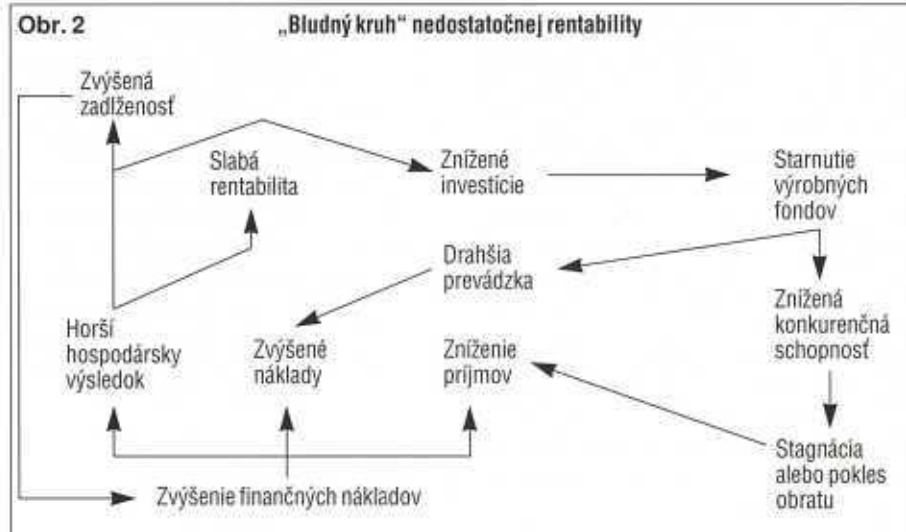 Obr. 2
„Bludný kruh“ nedostatočnej rentability
Zvýšená
zadlženosť
Slabá
rentabilita
Znížené
investície
Starnutie
výrobných
fondov
Drahšia
prevádzka
Znížená
konkurenčná
schopnosť
Horší
hospodársky
výsledok
Zvýšené
náklady
Zníženie
príjmov
Stagnácia
alebo pokles
obratu
Zvýšenie finančných nákladov